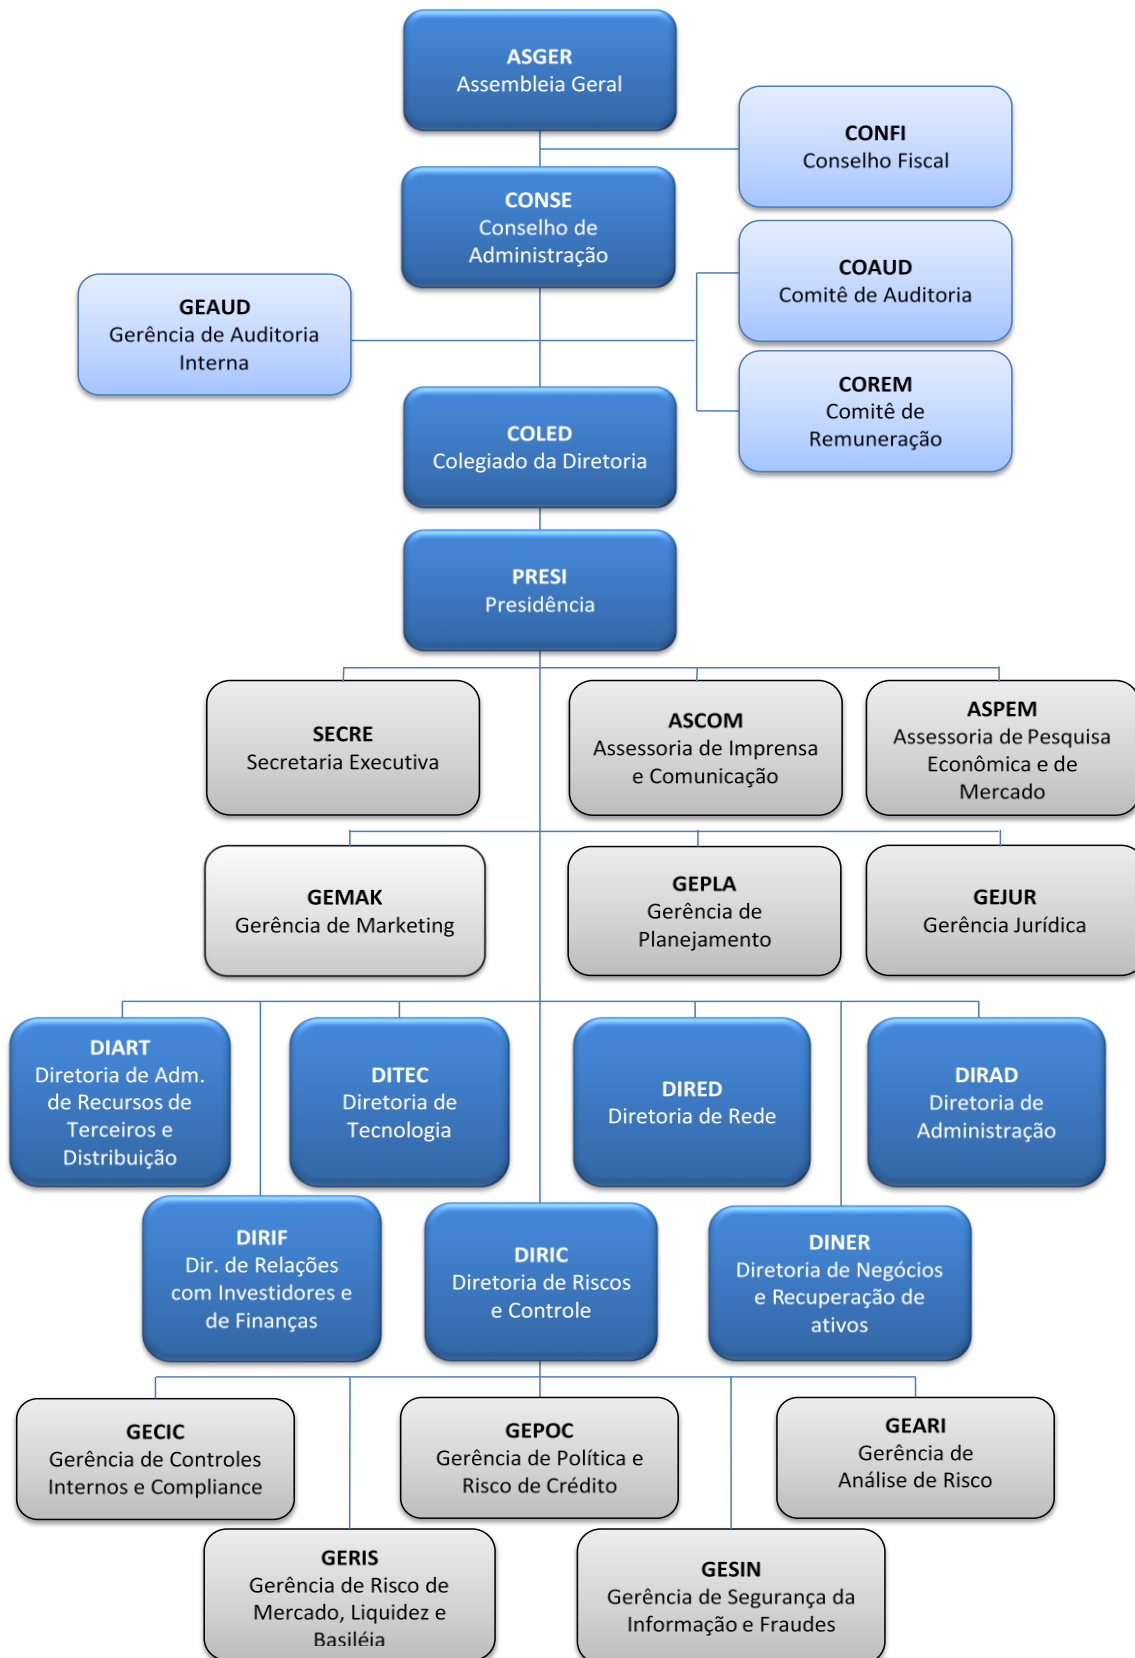 ASGER
Assembleia Geral
CONFI
Conselho Fiscal
CONSE
Conselho de
Administração
COAUD
Comitê de Auditoria
GEAUD
Gerência de Auditoria
Interna
COREM
Comitê de
Remuneração
COLED
Colegiado da Diretoria
PRESI
Presidência
SECRE
Secretaria Executiva
ASCOM
Assessoria de Imprensa
e Comunicação
ASPEM
Assessoria de Pesquisa
Econômica e de
Mercado
GEMAK
Gerência de Marketing
GEPLA
Gerência de
Planejamento
GEJUR
Gerência Jurídica
DIART
Diretoria de Adm.
de Recursos de
Terceiros e
Distribuição
DITEC
Diretoria de
Tecnologia
DIRED
Diretoria de Rede
DIRAD
Diretoria de
Administração
DIRIF
Dir. de Relações
com Investidores e
de Finanças
DIRIC
Diretoria de Riscos
e Controle
DINER
Diretoria de Negócios
e Recuperação de
ativos
GECIC
Gerência de Controles
Internos e Compliance
GEPOC
Gerência de Política e
Risco de Crédito
GEARI
Gerência de
Análise de Risco
GERIS
Gerência de Risco de
Mercado, Liquidez e
Basiléia
GESIN
Gerência de Segurança da
Informação e Fraudes